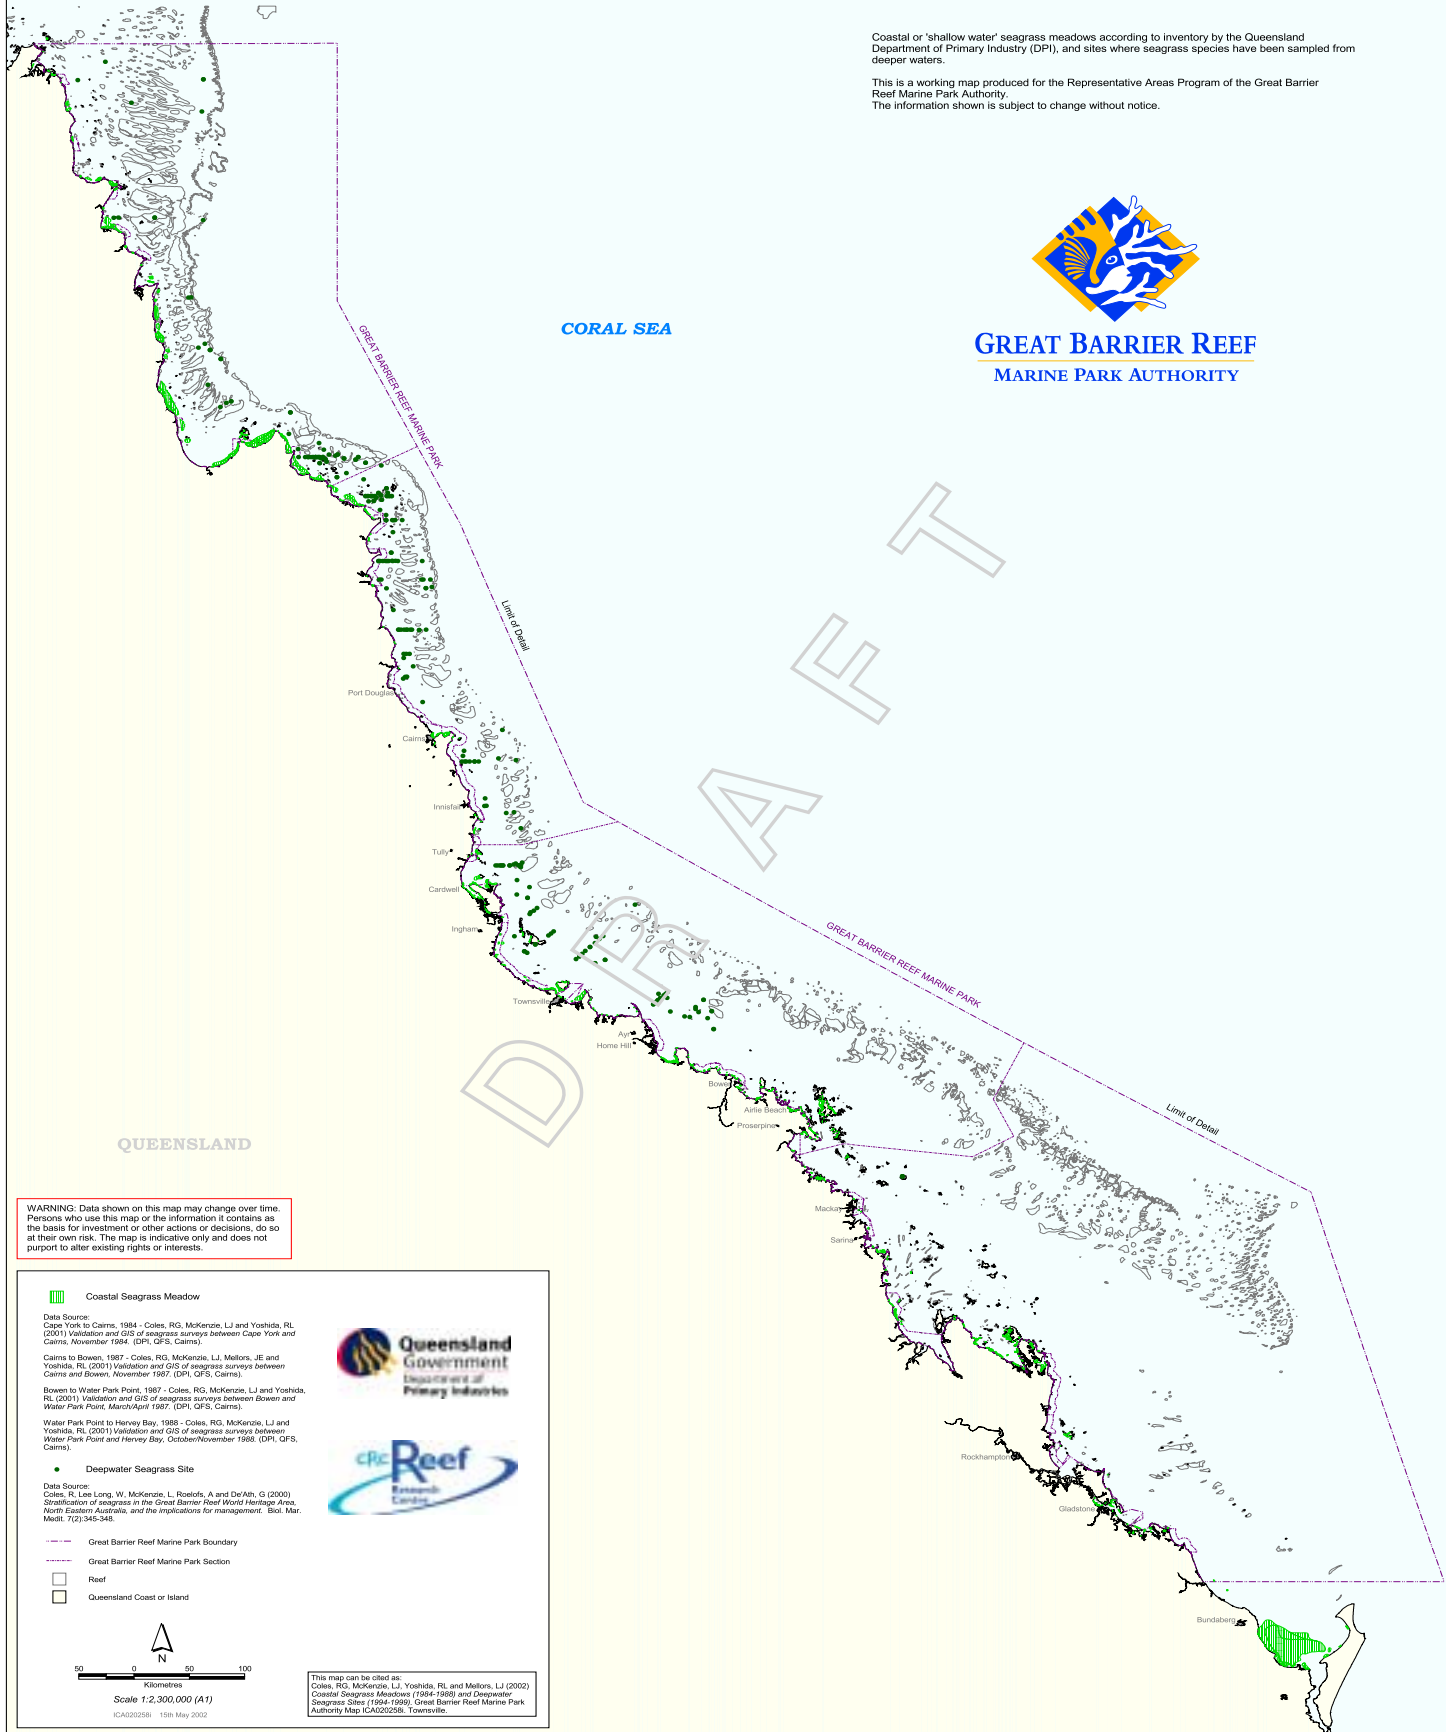 Coastal or 'shallow water' seagrass meadows according to inventory by the Queensland
Department of Primary Industry (DPI), and sites where seagrass species have been sampled from
deeper waters.
This is a working map produced for the Representative Areas Program of the Great Barrier
Reef Marine Park Authority.
The information shown is subject to change without notice.
GREAT BARRIER REEF
MARINE PARK AUTHORITY
CORAL SEA
GREAT BARRIER REEF MARINE PARK
Limit of Detail
DRAFT
Port Douglas
Cairns
Innisfail
Tully
Cardwell
Ingham
Townsville
Ayr
Home Hill
Bowen
Airlie Beach
Proserpine
GREAT BARRIER REEF MARINE PARK
Limit of Detail
Mackay
Sarina
Rockhampton
Gladstone
Bundaberg
QUEENSLAND
WARNING: Data shown on this map may change over time.
Persons who use this map or the information it contains as
the basis for investment or other actions or decisions, do so
at their own risk. The map is indicative only and does not
purport to alter existing rights or interests.
Coastal Seagrass Meadow
Data Source:
Cape York to Cairns, 1984 - Coles, RG, McKenzie, LJ and Yoshida, RL
(2001) Validation and GIS of seagrass surveys between Cape York and
Cairns, November 1984. (DPI, QFS, Cairns).
Cairns to Bowen, 1987 - Coles, RG, McKenzie, LJ, Mellors, JE and
Yoshida, RL (2001) Validation and GIS of seagrass surveys between
Cairns and Bowen, November 1987. (DPI, QFS, Cairns).
Bowen to Water Park Point, 1987 - Coles, RG, McKenzie, LJ and Yoshida,
RL (2001) Validation and GIS of seagrass surveys between Bowen and
Water Park Point, March/April 1987. (DPI, QFS, Cairns).
Water Park Point to Hervey Bay, 1988 - Coles, RG, McKenzie, LJ and
Yoshida, RL (2001) Validation and GIS of seagrass surveys between
Water Park Point and Hervey Bay, October/November 1988. (DPI, QFS,
Cairns).
Deepwater Seagrass Site
Data Source:
Coles, R, Lee Long, W, McKenzie, L, Roelofs, A and De'Ath, G (2000)
Stratification of seagrass in the Great Barrier Reef World Heritage Area,
North Eastern Australia, and the implications for management. Biol. Mar.
Medit. 7(2):345-348.
Great Barrier Reef Marine Park Boundary
Great Barrier Reef Marine Park Section
Reef
Queensland Coast or Island
Queensland
Government
Department of
Primary Industries
CRC Reef
Research
Centre
N
50 0 50 100
Kilometres
Scale 1:2,300,000 (A1)
ICA020258i 15th May 2002
This map can be cited as:
Coles, RG, McKenzie, LJ, Yoshida, RL and Mellors, LJ (2002)
Coastal Seagrass Meadows (1984-1988) and Deepwater
Seagrass Sites (1994-1999). Great Barrier Reef Marine Park
Authority Map ICA020258i. Townsville.